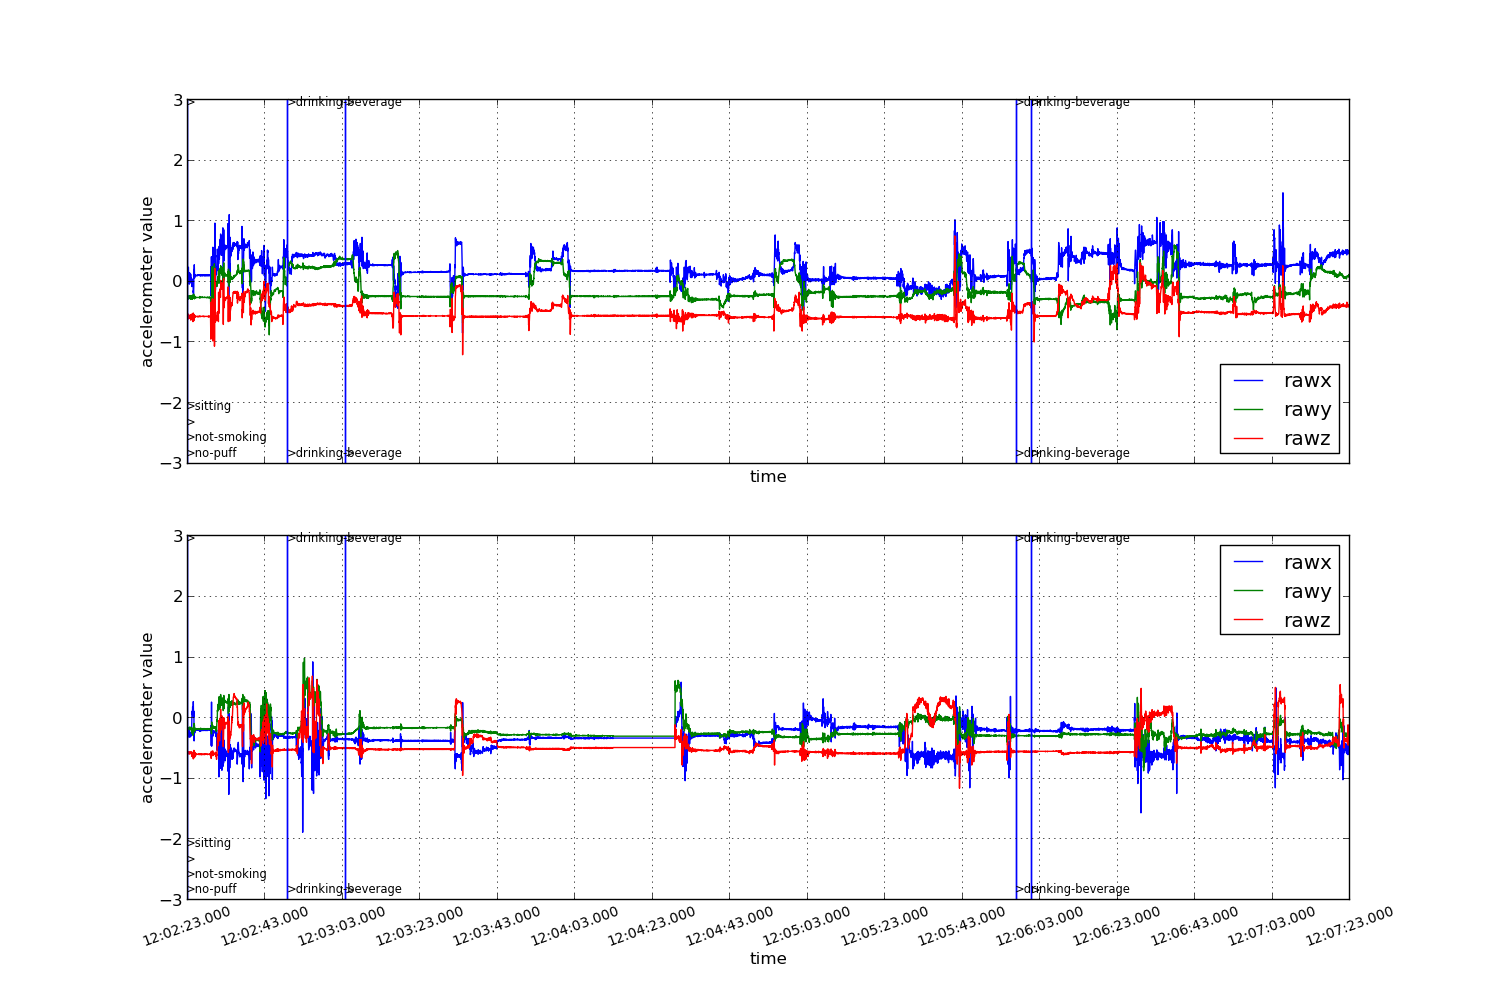 3
>
>drinking-beverage
>drinking-beverage
2
1
0
−1
−2
−3
accelerometer value
>sitting
>
>not-smoking
>no-puff
>drinking-beverage
>drinking-beverage
rawx
rawy
rawz
time
3
>
>drinking-beverage
>drinking-beverage
2
1
0
−1
−2
−3
accelerometer value
rawx
rawy
rawz
>sitting
>
>not-smoking
>no-puff
>drinking-beverage
>drinking-beverage
12:02:23.000
12:02:43.000
12:03:03.000
12:03:23.000
12:03:43.000
12:04:03.000
12:04:23.000
12:04:43.000
12:05:03.000
12:05:23.000
12:05:43.000
12:06:03.000
12:06:23.000
12:06:43.000
12:07:03.000
12:07:23.000
time